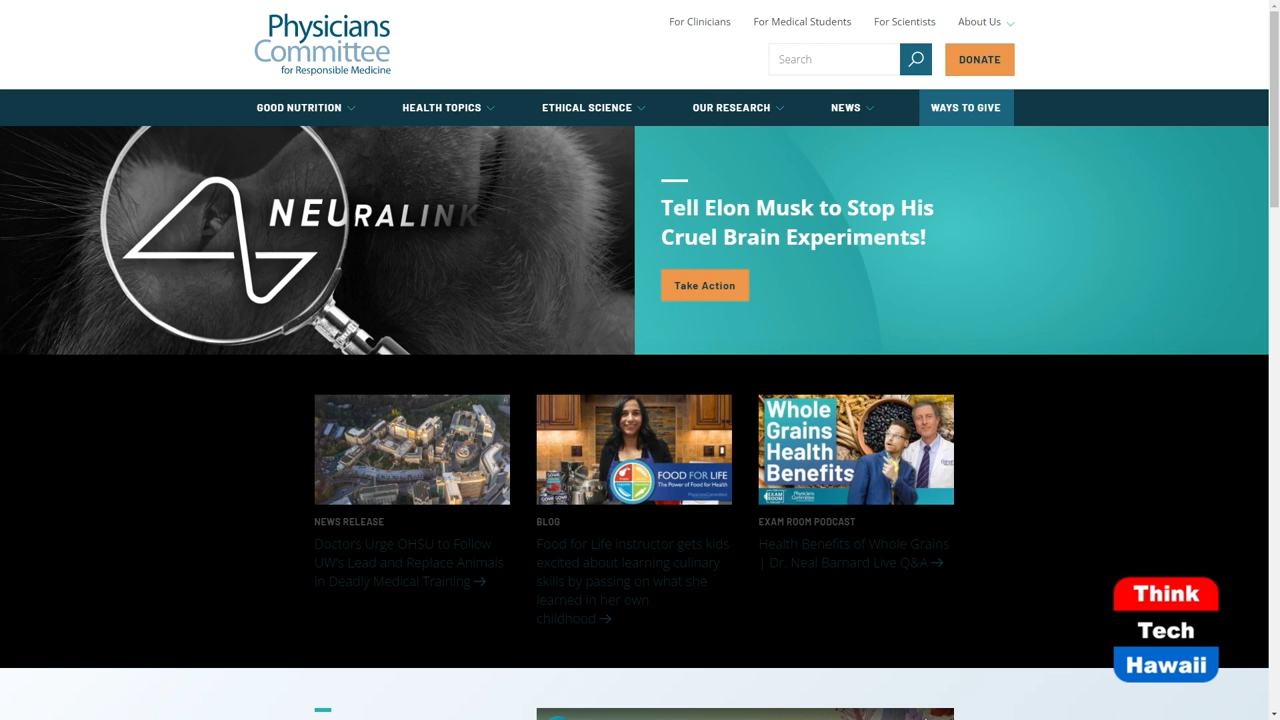 Physicians
Committee
for Responsible Medicine
For Clinicians
For Medical Students
For Scientists
About Us
Search
DONATE
GOOD NUTRITION
HEALTH TOPICS
ETHICAL SCIENCE
OUR RESEARCH
NEWS
WAYS TO GIVE
NEURALINK
Tell Elon Musk to Stop His
Cruel Brain Experiments!
Take Action
FOOD FOR LIFE
The Power of Food for Health
Whole
Grains
Health
Benefits
NEWS RELEASE
Doctors Urge OHSU to Follow
UW's Lead and Replace Animals
in Deadly Medical Training →
BLOG
Food for Life instructor gets kids
excited about learning culinary
skills by passing on what she
learned in her own
childhood →
EXAM ROOM PODCAST
Health Benefits of Whole Grains
| Dr. Neal Barnard Live Q&A →
Think
Tech
Hawaii